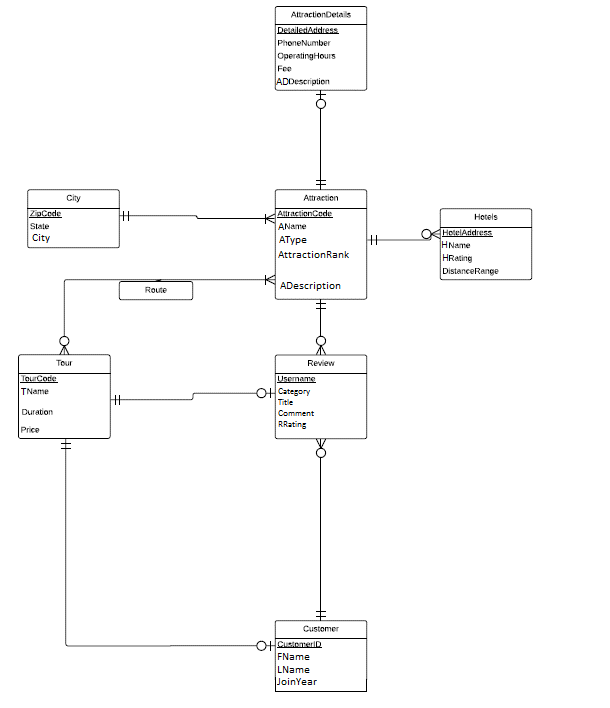 AttractionDetails
DetailedAddress
PhoneNumber
OperatingHours
Fee
ADDescription
City
ZipCode
State
City
Attraction
AttractionCode
AName
AType
AttractionRank
ADescription
Hotels
HotelAddress
HName
HRating
DistanceRange
Route
Tour
TourCode
TName
Duration
Price
Review
Username
Category
Title
Comment
RRating
Customer
CustomerID
FName
LName
JoinYear